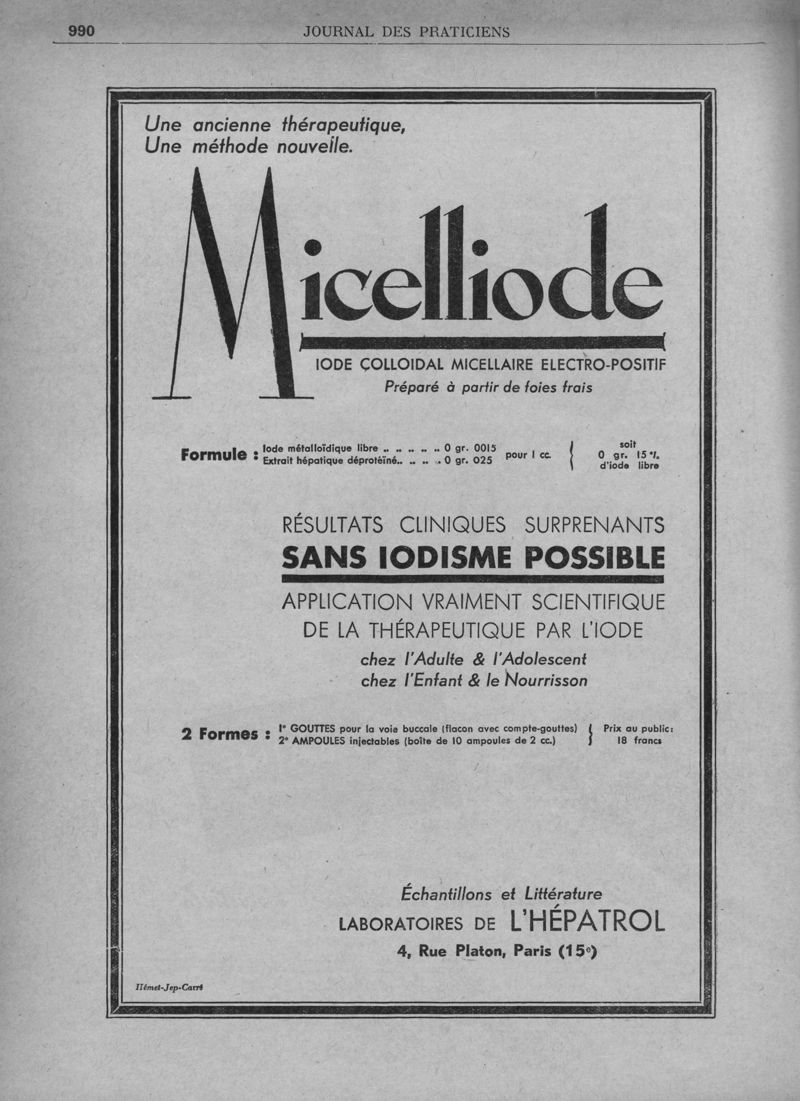 990
JOURNAL DES PRATICIENS
Une ancienne thérapeutique,
Une méthode nouvelle.
Micelliode
IODE COLLOIDAL MICELLAIRE ELECTRO-POSITIF
Préparé à partir de foies frais
Formule : Iode métalloïdique libre .. .. .. .. .. 0 gr. 0015
Extrait hépatique déprotéïné.. .. .. .. 0 gr. 025
pour 1 cc.
soit
0 gr. 15 %
d'iode libre
RÉSULTATS CLINIQUES SURPRENANTS
SANS IODISME POSSIBLE
APPLICATION VRAIMENT SCIENTIFIQUE
DE LA THÉRAPEUTIQUE PAR L'IODE
chez l'Adulte & l'Adolescent
chez l'Enfant & le Nourrisson
2 Formes : 1° GOUTTES pour la voie buccale (flacon avec compte-gouttes)
2° AMPOULES injectables (boîte de 10 ampoules de 2 cc.)
Prix au public:
18 francs
Échantillons et Littérature
LABORATOIRES DE L'HÉPATROL
4, Rue Platon, Paris (15e)
Hémet-Jep-Carré